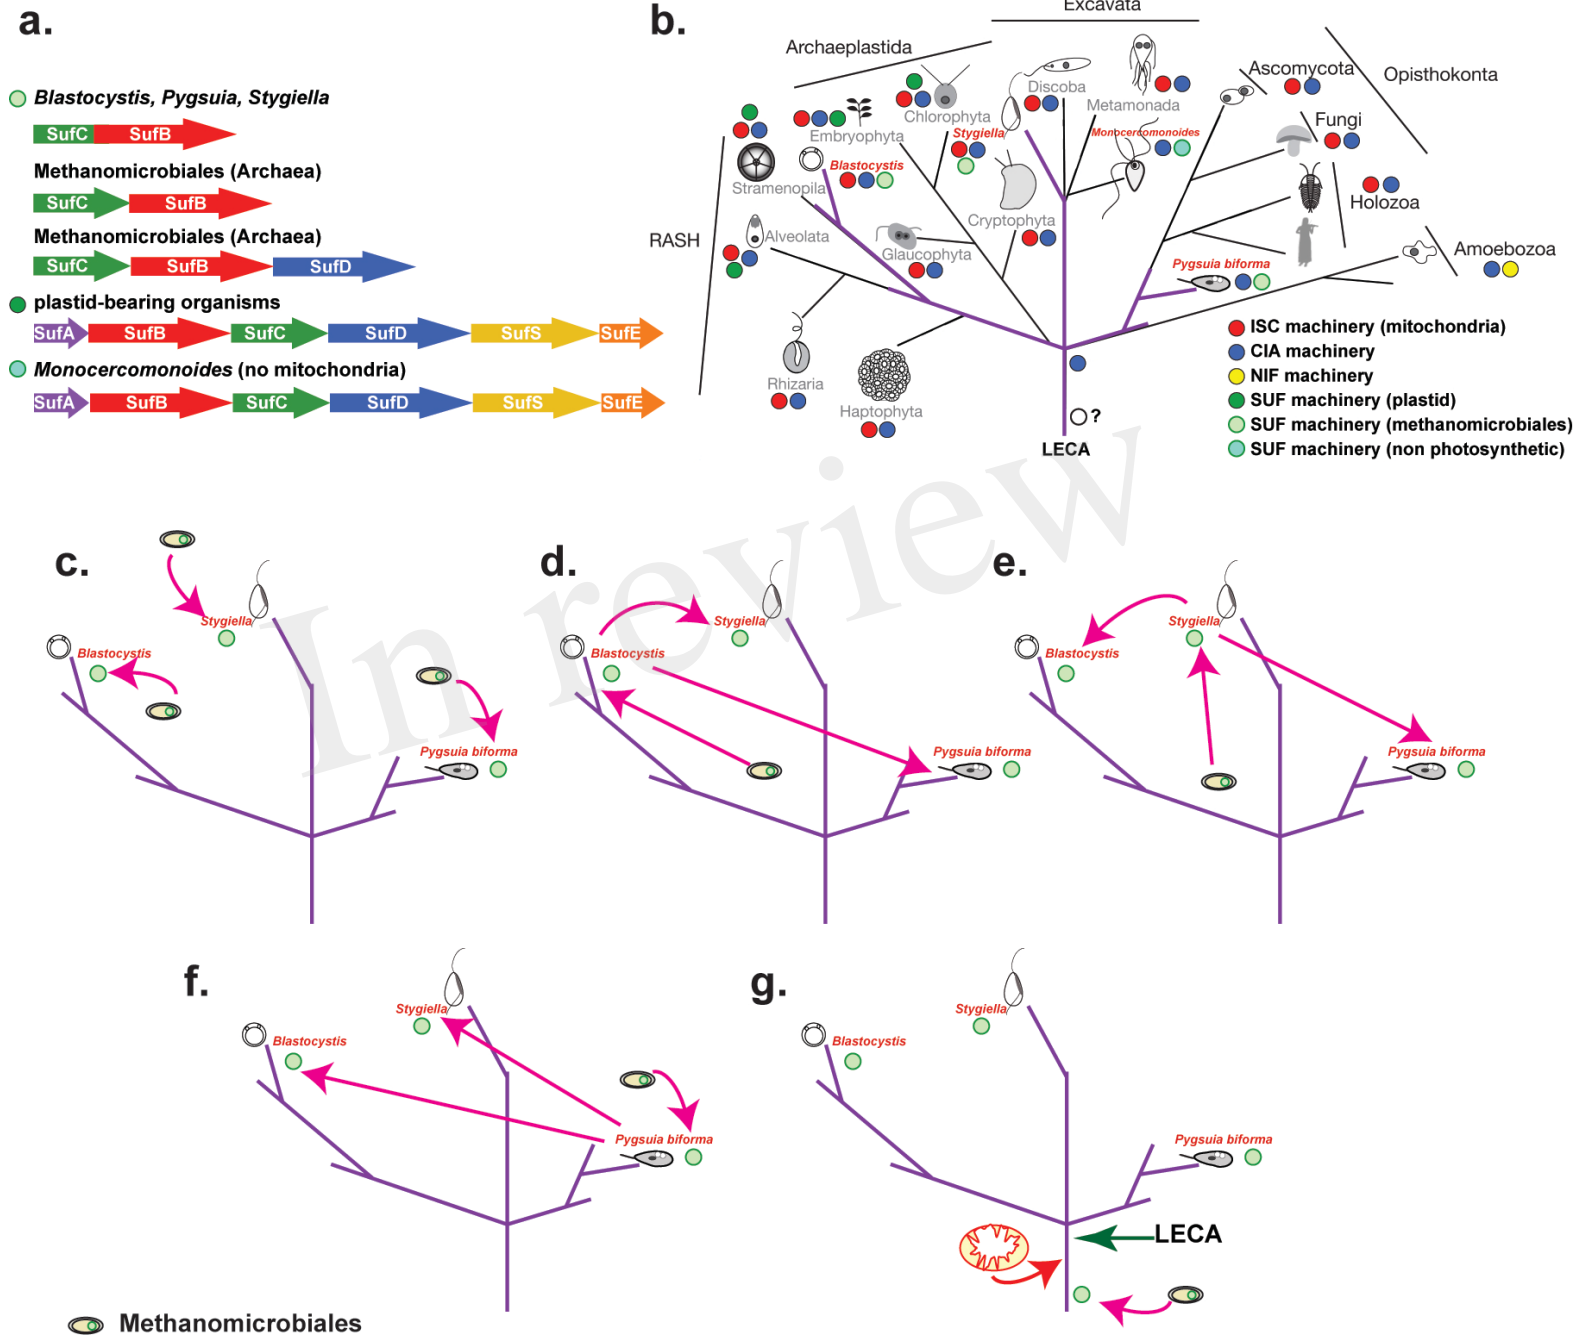 a.
Blastocystis, Pygsuia, Stygiella
SufC SufB
Methanomicrobiales (Archaea)
SufC SufB
Methanomicrobiales (Archaea)
SufC SufB SufD
plastid-bearing organisms
SufA SufB SufC SufD SufS SufE
Monocercomonoides (no mitochondria)
SufA SufB SufC SufD SufS SufE
b.
Excavata
Archaeplastida
Opisthokonta
Ascomycota
Discoba
Metamonada
Chlorophyta
Fungi
Embryophyta
Stygiella
Monocercomonoides
Blastocystis
Stramenopila
Holozoa
Cryptophyta
RASH
Alveolata
Glaucophyta
Amoebozoa
Pygsuia biforma
Rhizaria
Haptophyta
?
LECA
ISC machinery (mitochondria)
CIA machinery
NIF machinery
SUF machinery (plastid)
SUF machinery (methanomicrobiales)
SUF machinery (non photosynthetic)
In review
c.
Stygiella
Blastocystis
Pygsuia biforma
d.
Stygiella
Blastocystis
Pygsuia biforma
e.
Stygiella
Blastocystis
Pygsuia biforma
f.
Stygiella
Blastocystis
Pygsuia biforma
g.
Stygiella
Blastocystis
Pygsuia biforma
LECA
Methanomicrobiales